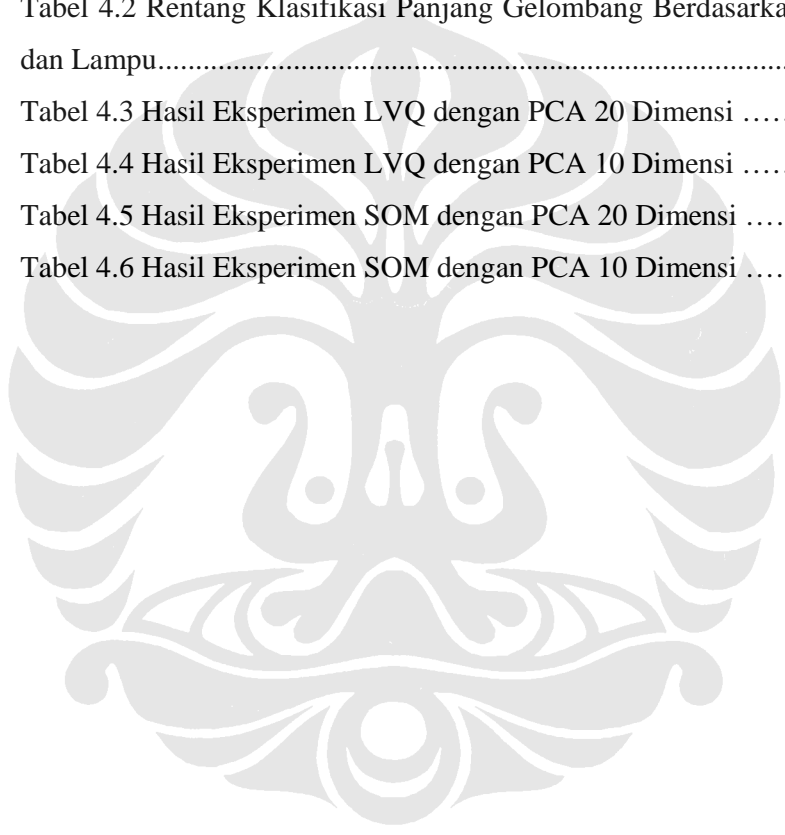 Tabel 4.2 Rentang Klasifikasi Panjang Gelombang Berdasarka
dan Lampu...............................................................................
Tabel 4.3 Hasil Eksperimen LVQ dengan PCA 20 Dimensi …..
Tabel 4.4 Hasil Eksperimen LVQ dengan PCA 10 Dimensi …..
Tabel 4.5 Hasil Eksperimen SOM dengan PCA 20 Dimensi ….
Tabel 4.6 Hasil Eksperimen SOM dengan PCA 10 Dimensi ….